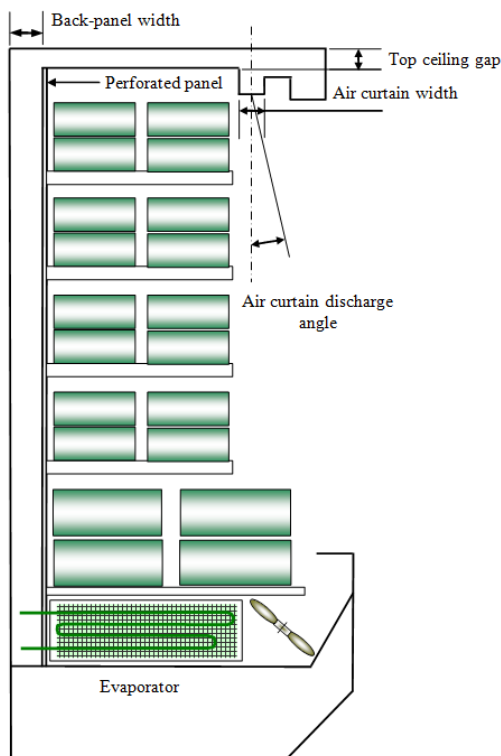 Back-panel width
Top ceiling gap
Perforated panel
Air curtain width
Air curtain discharge
angle
Evaporator